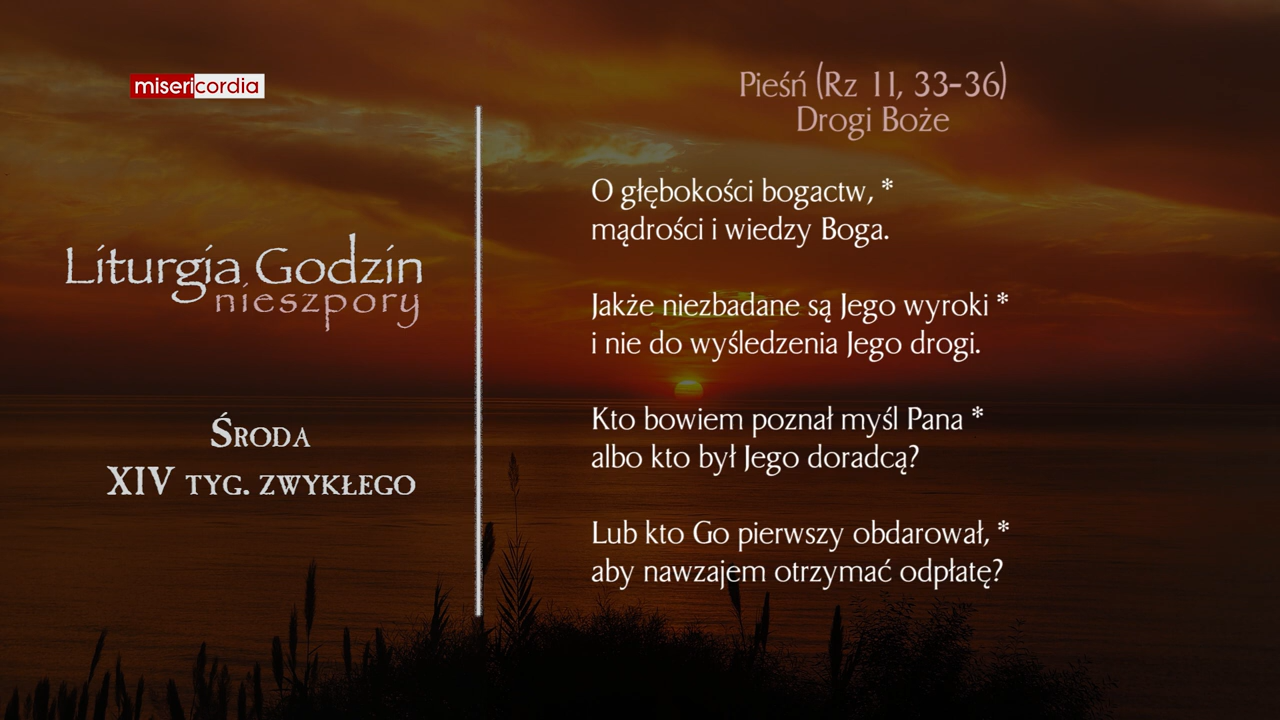 misericordia
Liturgia Godzin
nieszpory
Środa
XIV tyg. zwykłego
Pieśń (Rz 11, 33-36)
Drogi Boże
O głębokości bogactw, *
mądrości i wiedzy Boga.
Jakże niezbadane są Jego wyroki *
i nie do wyśledzenia Jego drogi.
Kto bowiem poznał myśl Pana *
albo kto był Jego doradcą?
Lub kto Go pierwszy obdarował, *
aby nawzajem otrzymać odpłatę?